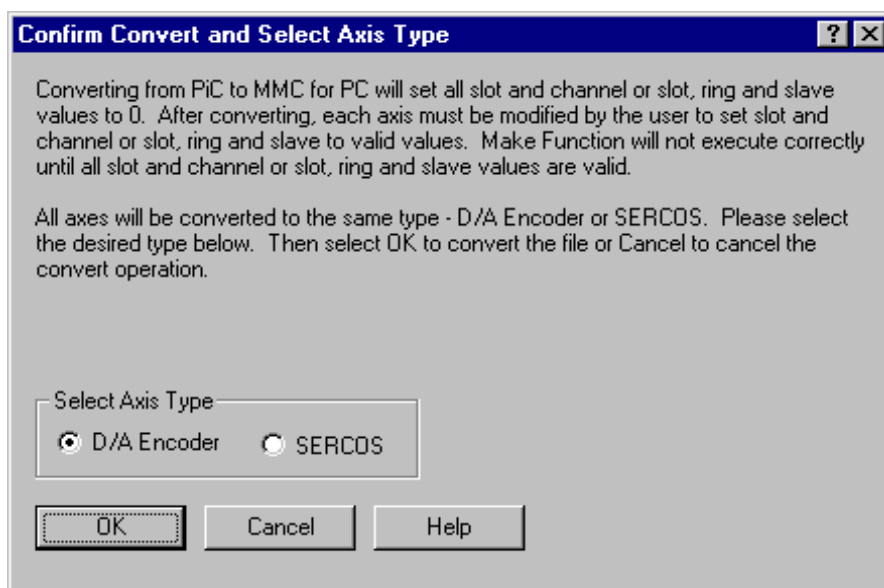 Confirm Convert and Select Axis Type ? X
Converting from PiC to MMC for PC will set all slot and channel or slot, ring and slave
values to 0.  After converting, each axis must be modified by the user to set slot and
channel or slot, ring and slave to valid values.  Make Function will not execute correctly
until all slot and channel or slot, ring and slave values are valid.
All axes will be converted to the same type - D/A Encoder or SERCOS.  Please select
the desired type below.  Then select OK to convert the file or Cancel to cancel the
convert operation.
Select Axis Type
D/A Encoder SERCOS
OK Cancel Help